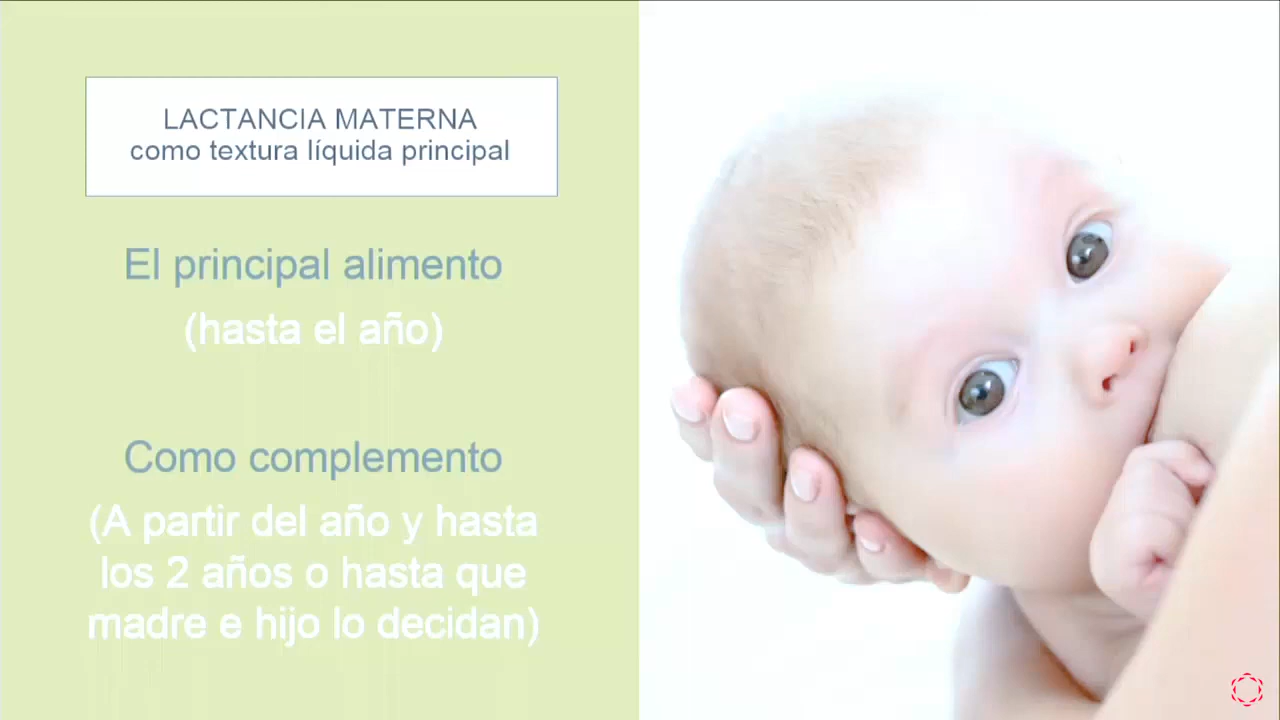 LACTANCIA MATERNA
como textura líquida principal
El principal alimento
(hasta el año)
Como complemento
(A partir del año y hasta
los 2 años o hasta que
madre e hijo lo decidan)